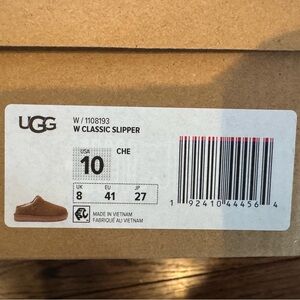 UGG
W / 1108193
W CLASSIC SLIPPER
USA
10
CHE
UK EU JP
8 41 27
MADE IN VIETNAM
FABRIQUÉ AU VIETNAM
1 92410 44456 4